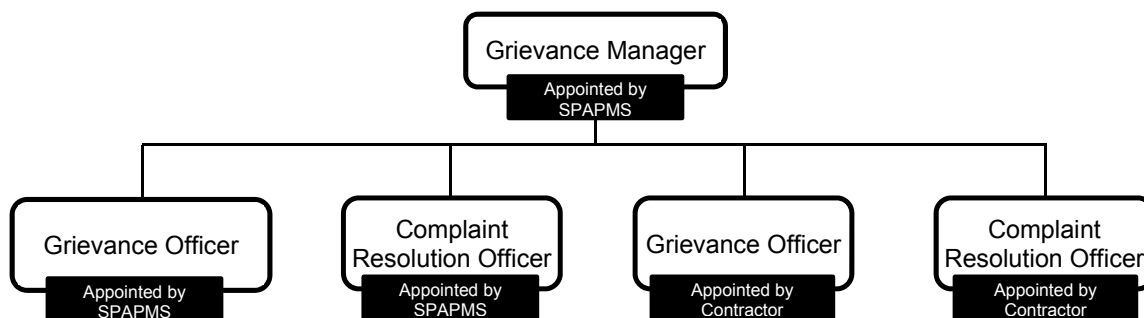 Grievance Manager
Appointed by
SPAPMS
Grievance Officer
Appointed by
SPAPMS
Complaint
Resolution Officer
Appointed by
SPAPMS
Grievance Officer
Appointed by
Contractor
Complaint
Resolution Officer
Appointed by
Contractor